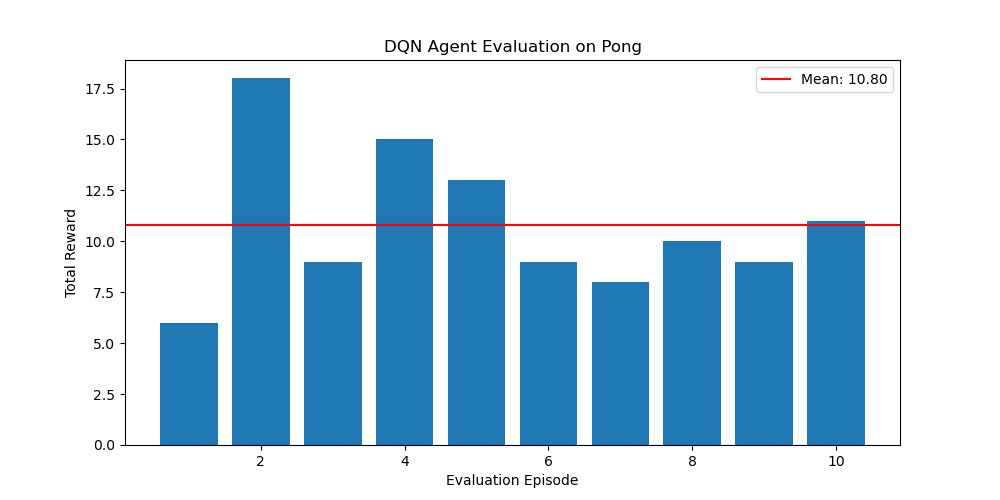 DQN Agent Evaluation on Pong
Mean: 10.80
Total Reward
17.5
15.0
12.5
10.0
7.5
5.0
2.5
0.0
2 4 6 8 10
Evaluation Episode